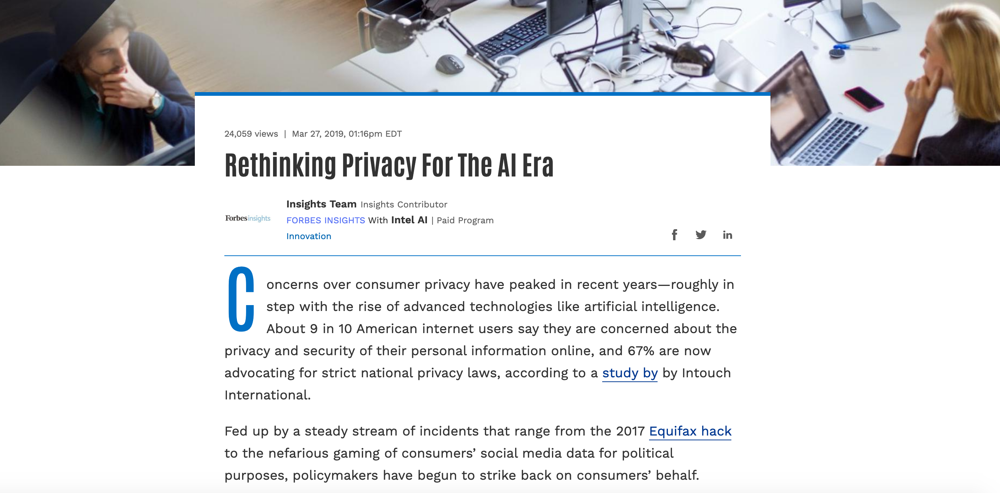 24,059 views | Mar 27, 2019, 01:16pm EDT
Rethinking Privacy For The AI Era
Insights Team Insights Contributor
Forbes insights
FORBES INSIGHTS With Intel AI | Paid Program
Innovation
f in
Concerns over consumer privacy have peaked in recent years—roughly in
step with the rise of advanced technologies like artificial intelligence.
About 9 in 10 American internet users say they are concerned about the
privacy and security of their personal information online, and 67% are now
advocating for strict national privacy laws, according to a study by by Intouch
International.
Fed up by a steady stream of incidents that range from the 2017 Equifax hack
to the nefarious gaming of consumers’ social media data for political
purposes, policymakers have begun to strike back on consumers’ behalf.